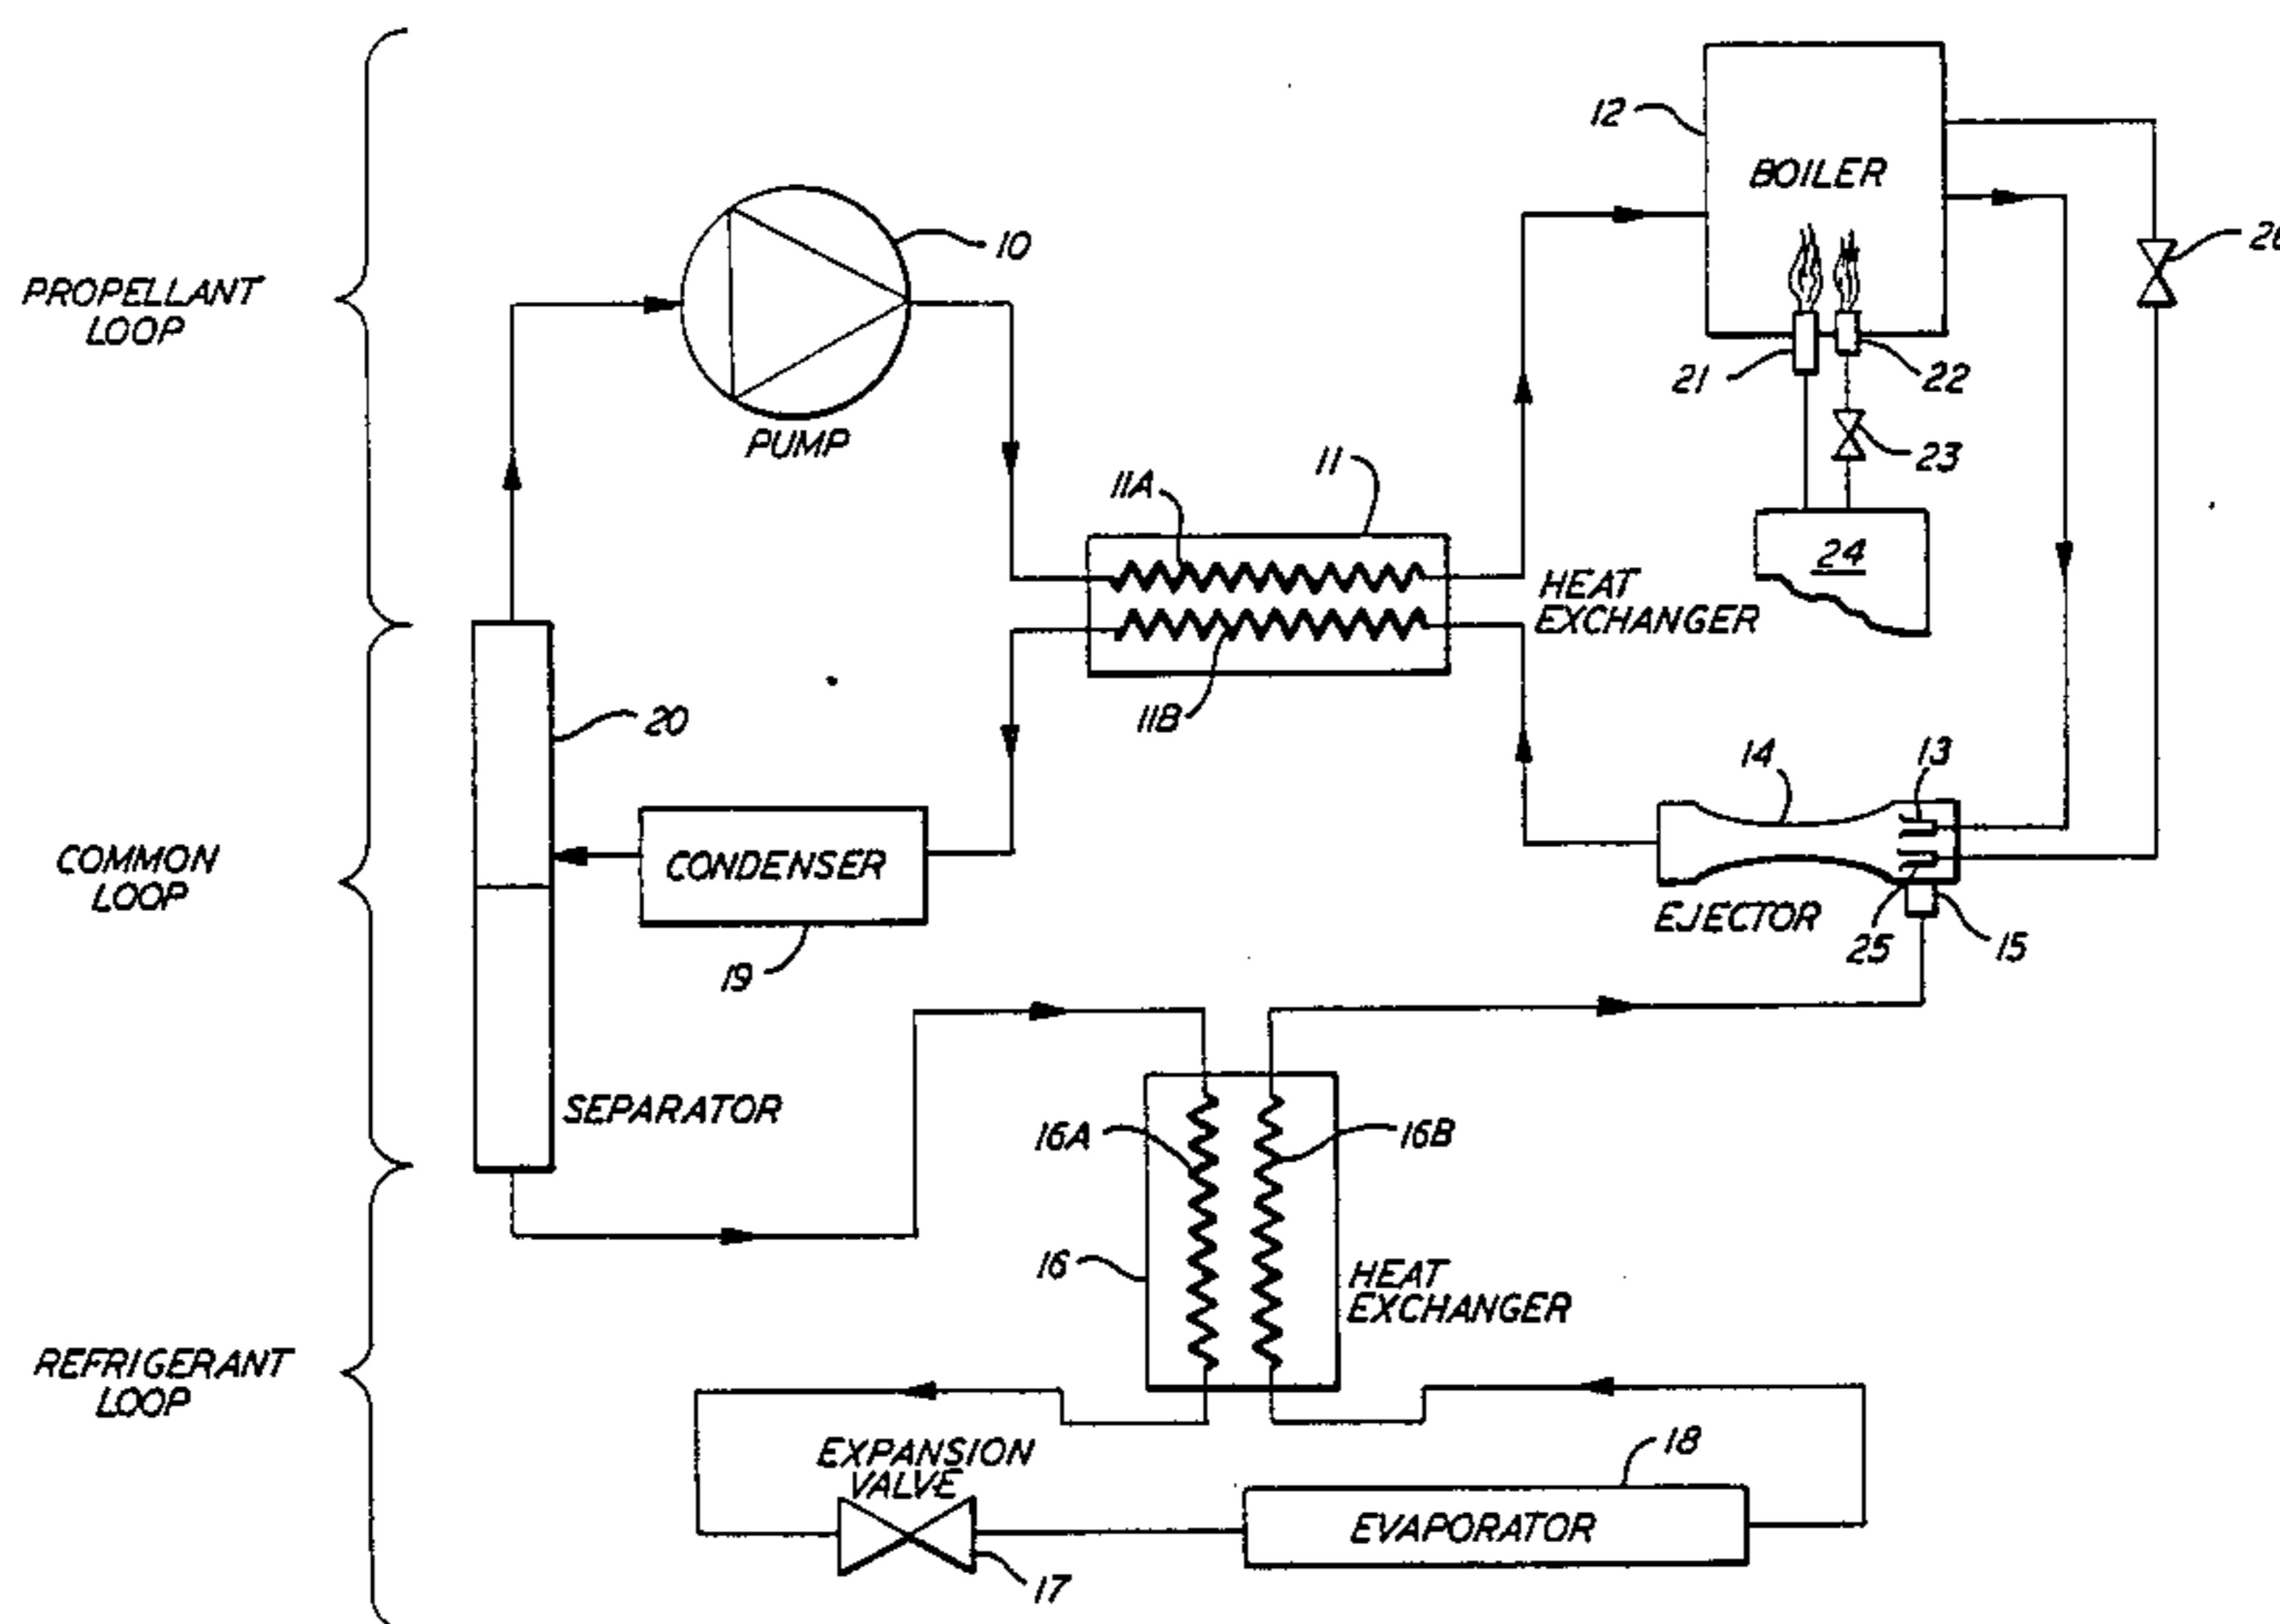 12
BOILER
10
PROPELLANT
LOOP
PUMP
21
22
23
11
11A
24
HEAT
EXCHANGER
11B
20
14
13
COMMON
LOOP
CONDENSER
EJECTOR
25
15
19
SEPARATOR
16A
16B
16
HEAT
EXCHANGER
REFRIGERANT
LOOP
EXPANSION
VALVE
18
EVAPORATOR
17